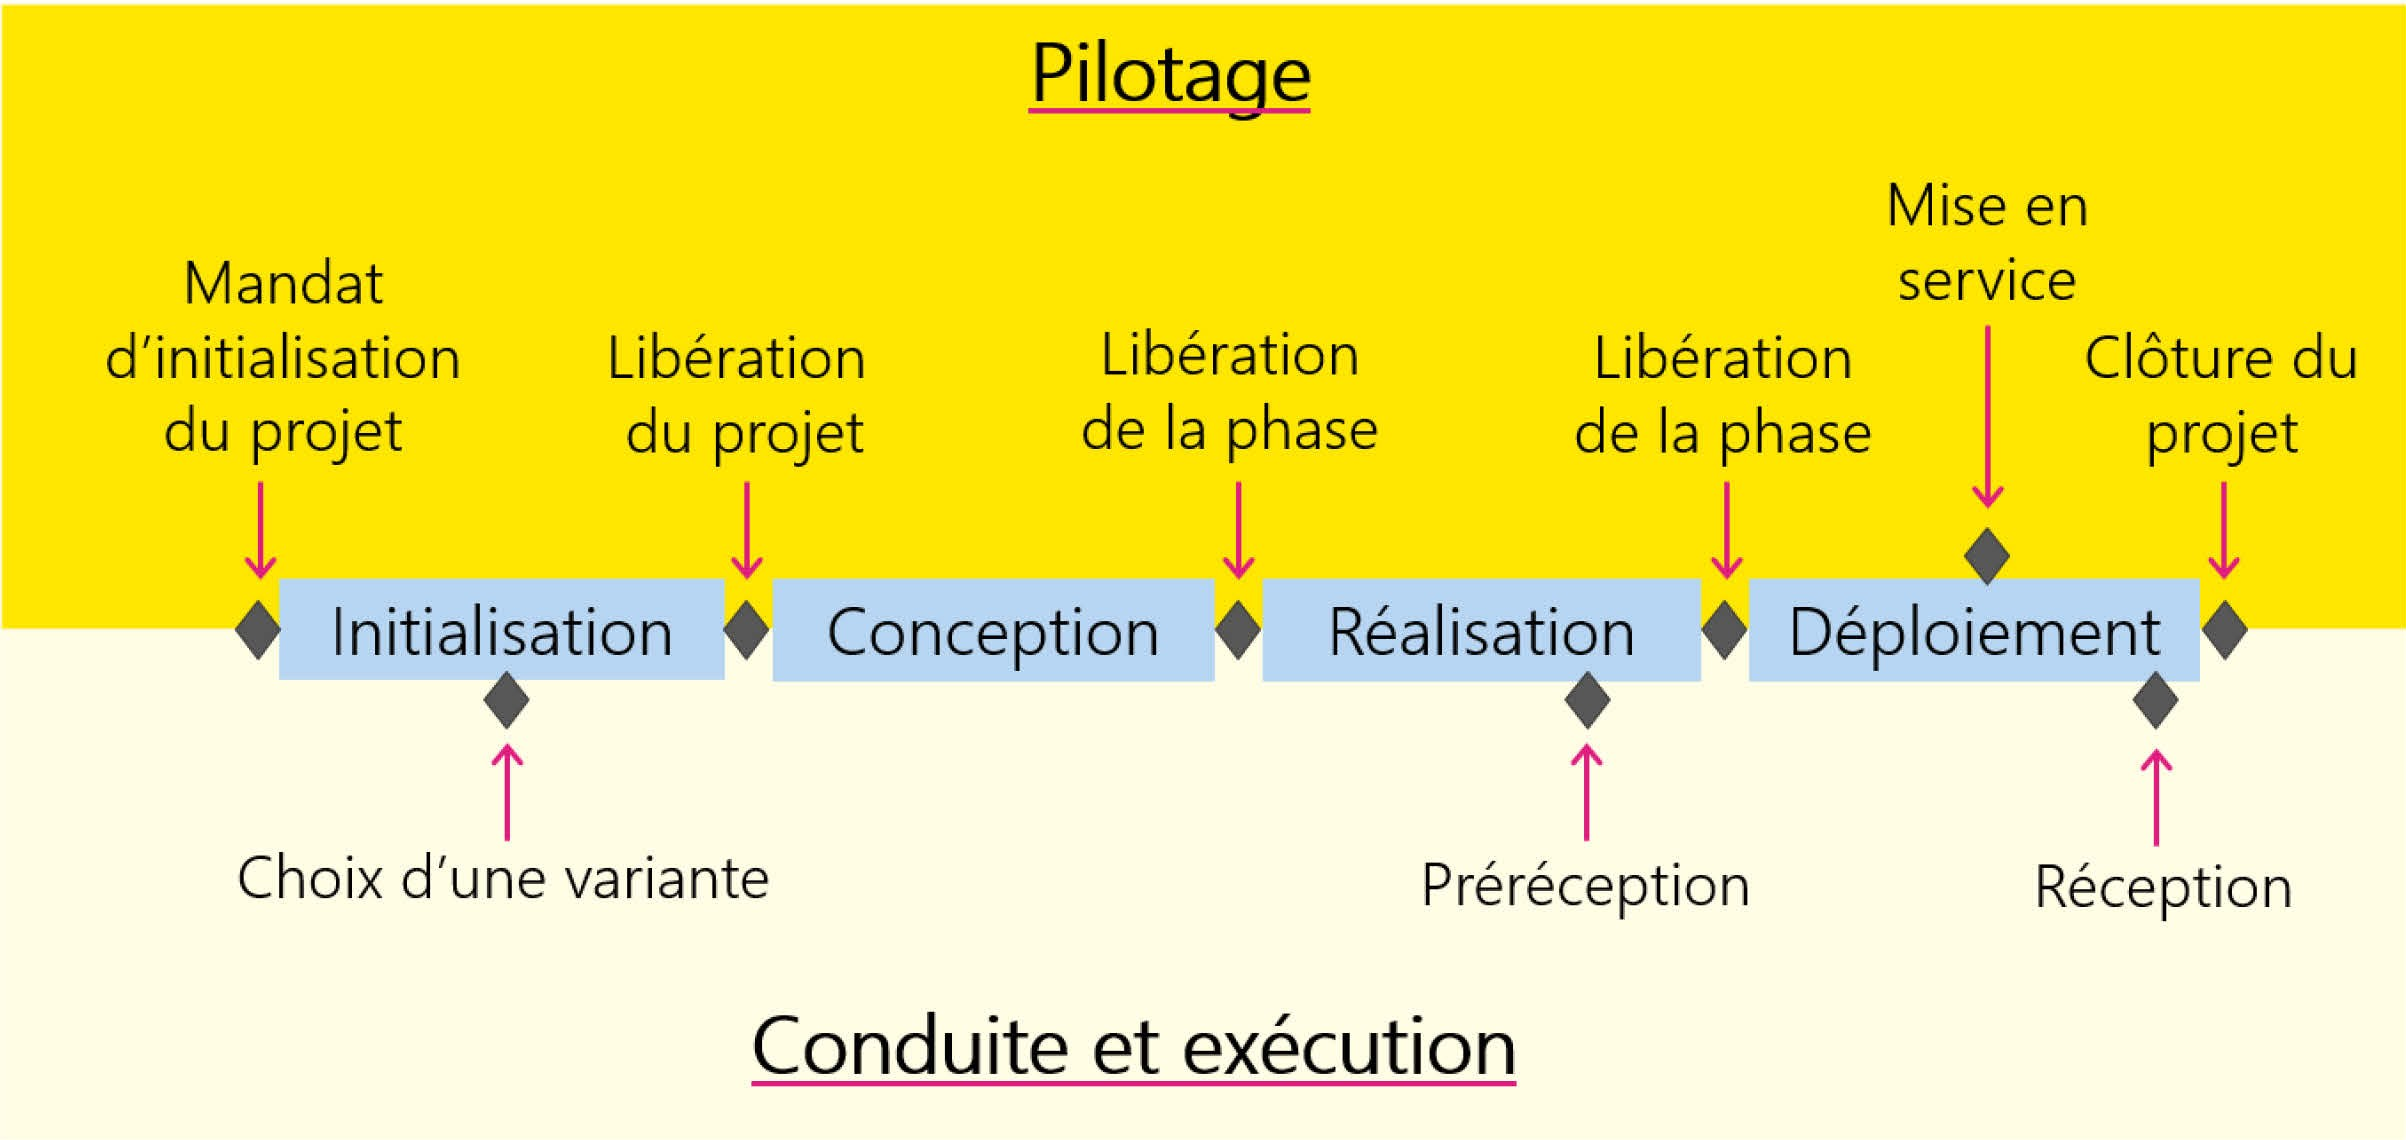 Pilotage
Mandat
d’initialisation
du projet
Libération
du projet
Libération
de la phase
Libération
de la phase
Mise en
service
Clôture du
projet
Initialisation
Conception
Réalisation
Déploiement
Choix d’une variante
Préréception
Réception
Conduite et exécution